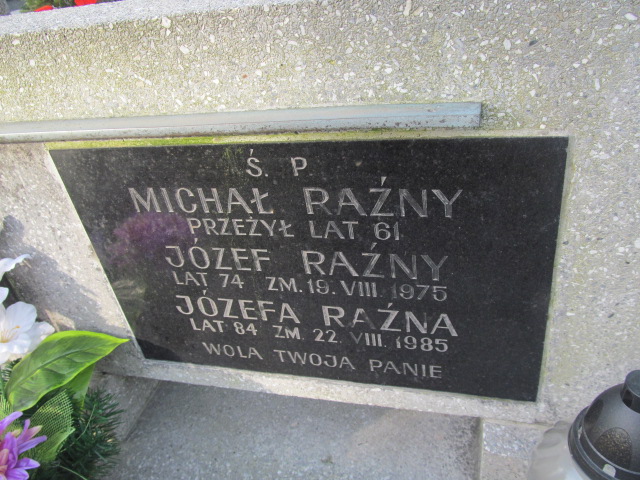 Ś. P.
MICHAŁ RAŹNY
PRZEŻYŁ LAT 61
JÓZEF RAŹNY
LAT 74 ZM. 19. VIII. 1975
JÓZEFA RAŹNA
LAT 84 ZM. 22. VIII. 1985
WOLA TWOJA PANIE